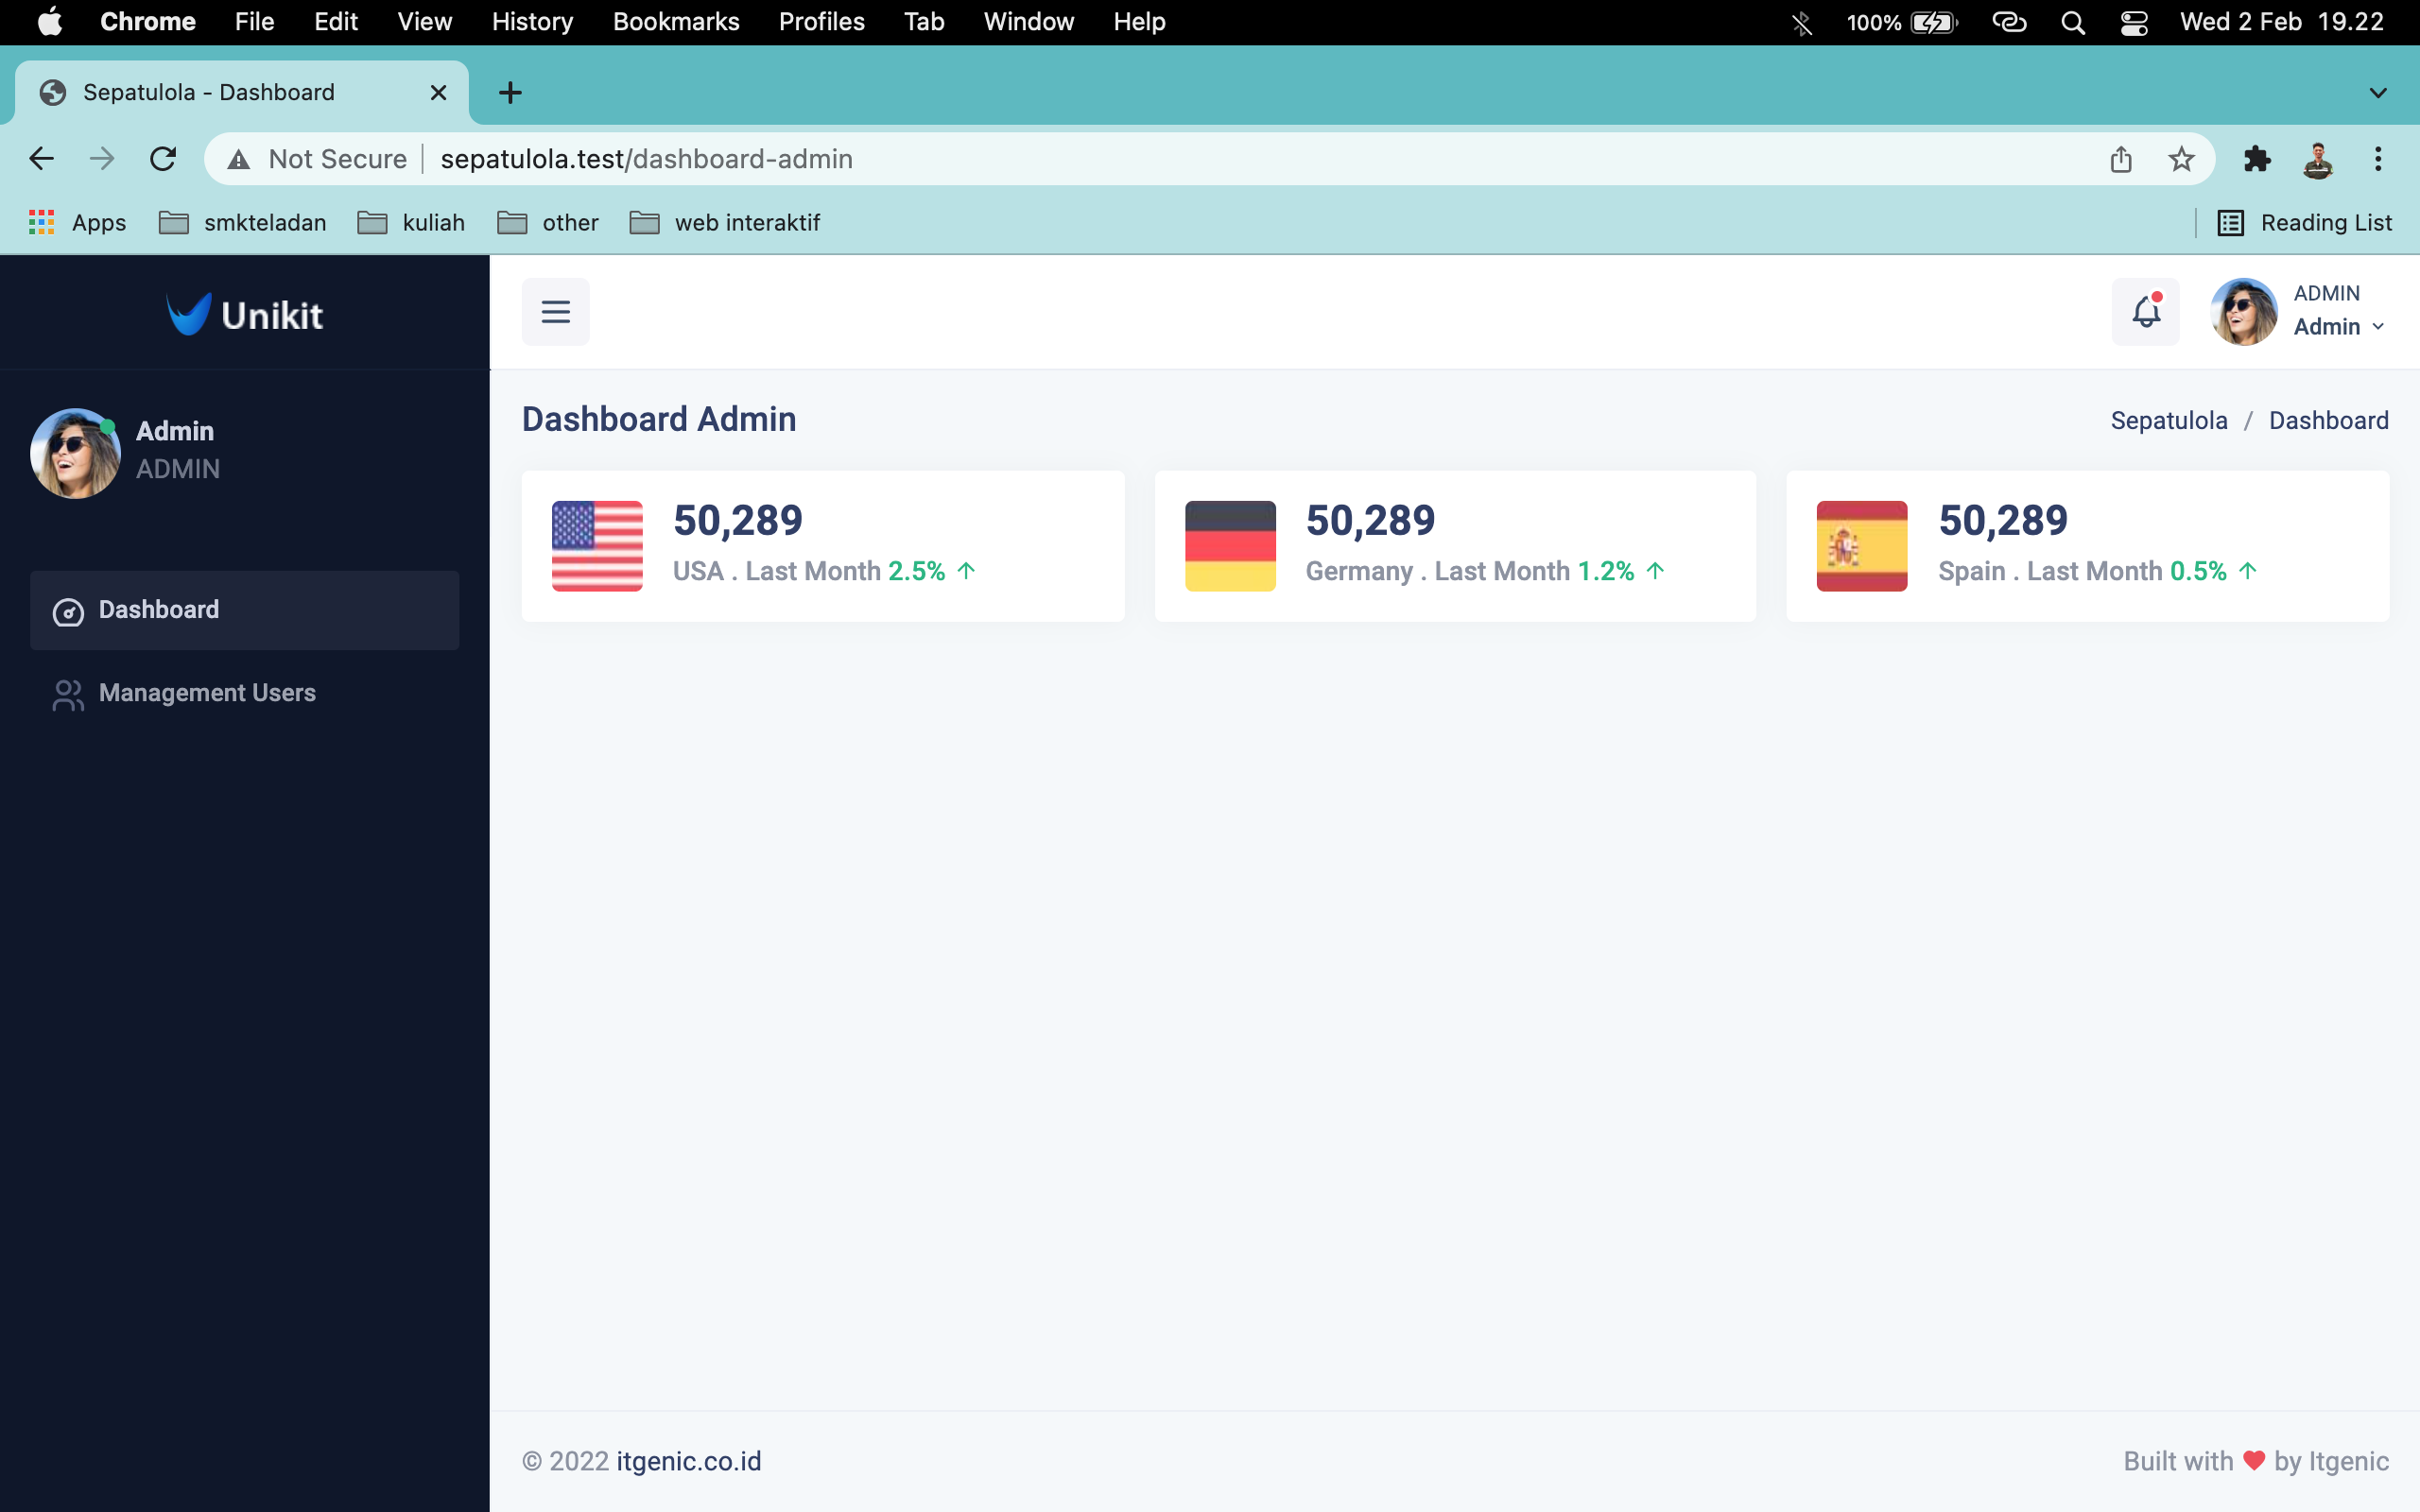 Chrome File Edit View History Bookmarks Profiles Tab Window Help 100% Wed 2 Feb 19.22
Sepatulola - Dashboard
Not Secure sepatulola.test/dashboard-admin
Apps smkteladan kuliah other web interaktif Reading List
Unikit
ADMIN
Admin
Admin
ADMIN
Dashboard
Management Users
Dashboard Admin
Sepatulola / Dashboard
50,289
USA . Last Month 2.5% ↑
50,289
Germany . Last Month 1.2% ↑
50,289
Spain . Last Month 0.5% ↑
© 2022 itgenic.co.id
Built with ❤ by Itgenic